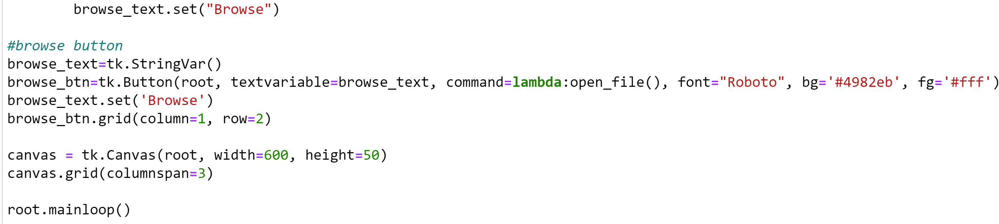 browse_text.set("Browse")
#browse button
browse_text=tk.StringVar()
browse_btn=tk.Button(root, textvariable=browse_text, command=lambda:open_file(), font="Roboto", bg='#4982eb', fg='#fff')
browse_text.set('Browse')
browse_btn.grid(column=1, row=2)
canvas = tk.Canvas(root, width=600, height=50)
canvas.grid(columnspan=3)
root.mainloop()